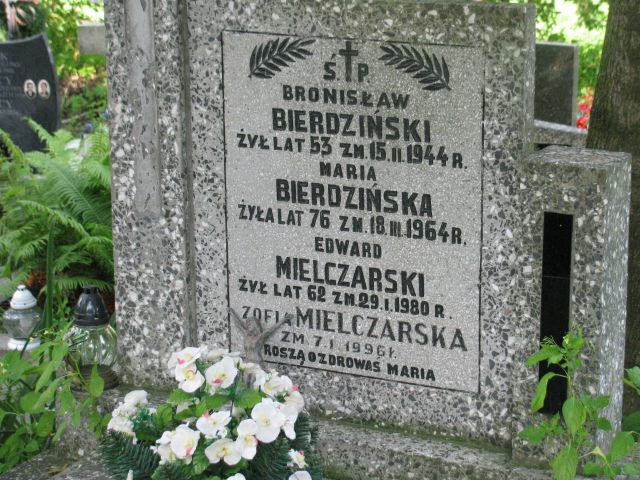 Ś P
BRONISŁAW
BIERDZIŃSKI
ŻYŁ LAT 53 ZM. 15.II.1944 R.
MARIA
BIERDZIŃSKA
ŻYŁA LAT 76 ZM. 18.III.1964 R.
EDWARD
MIELCZARSKI
ŻYŁ LAT 62 ZM. 29.I.1980 R.
ZOFIA MIELCZARSKA
ZM. 7.I.1996 R.
PROSZĄ O ZDROWAŚ MARIA